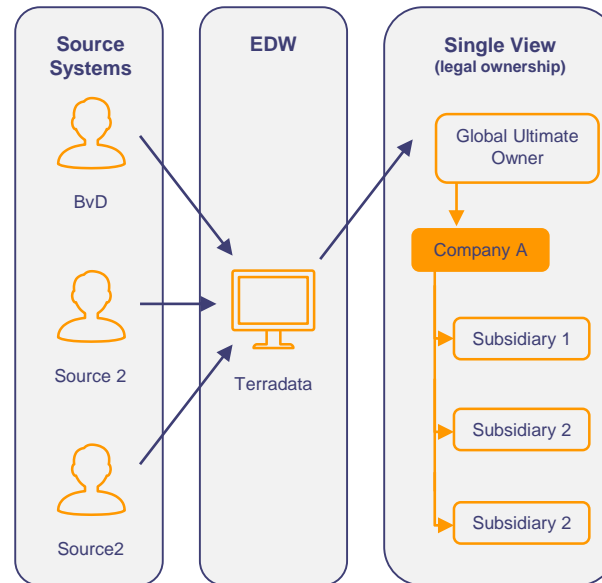 Source
Systems
BvD
Source 2
Source2
EDW
Terradata
Single View
(legal ownership)
Global Ultimate
Owner
Company A
Subsidiary 1
Subsidiary 2
Subsidiary 2